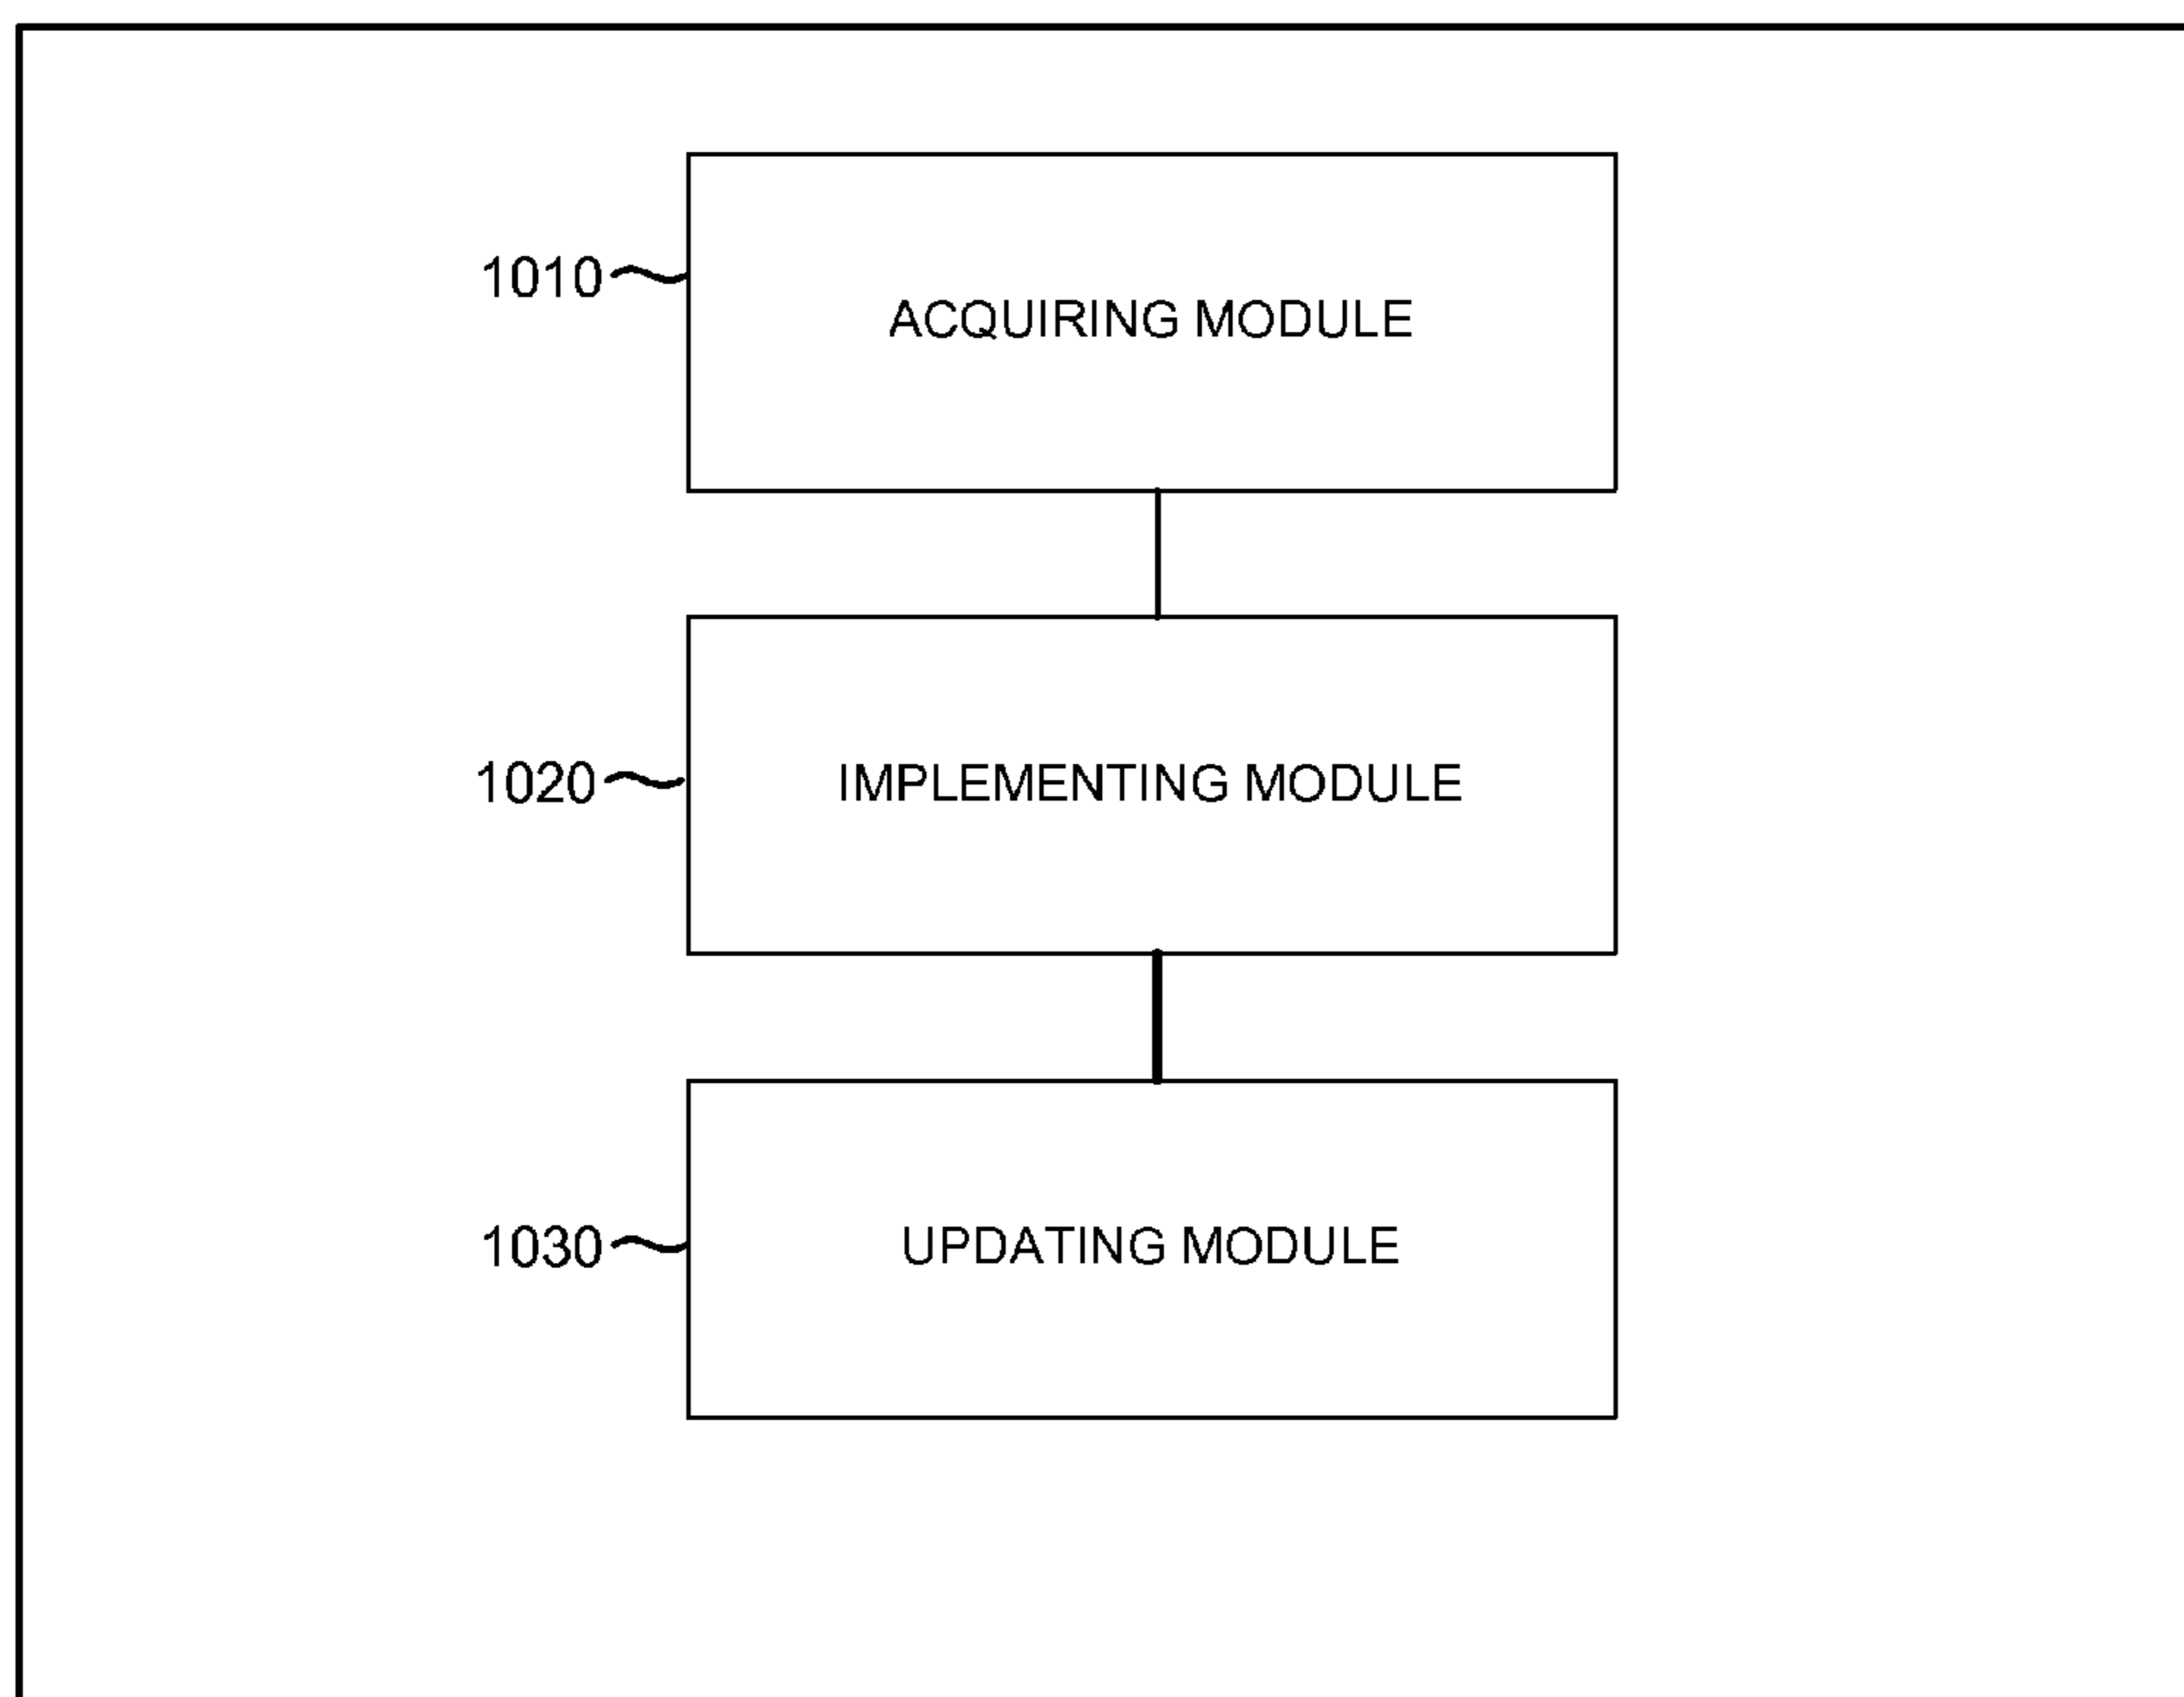 1010
ACQUIRING MODULE
1020
IMPLEMENTING MODULE
1030
UPDATING MODULE